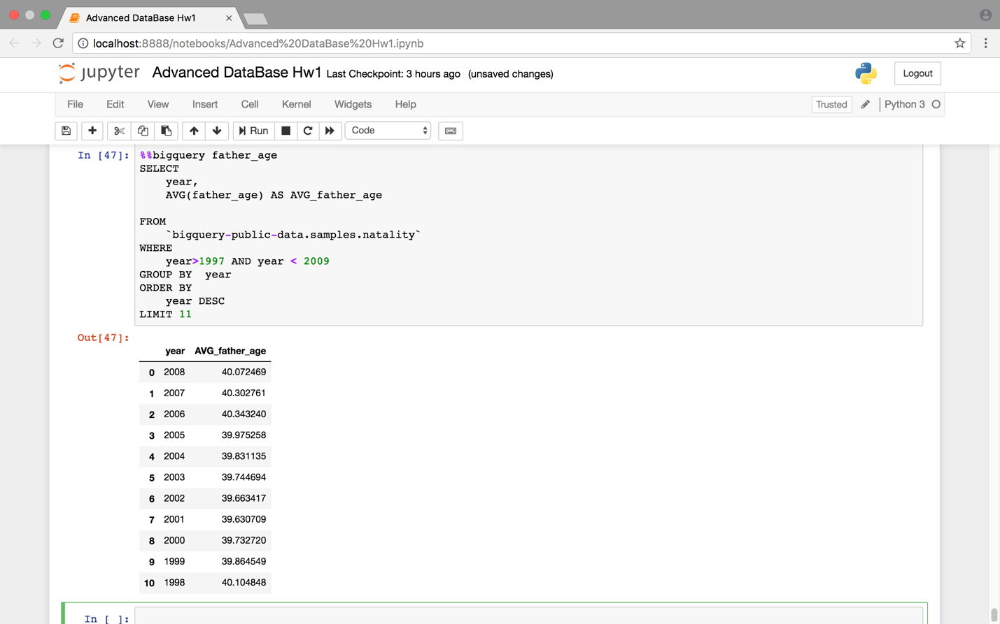 Advanced DataBase Hw1
localhost:8888/notebooks/Advanced%20DataBase%20Hw1.ipynb
jupyter Advanced DataBase Hw1 Last Checkpoint: 3 hours ago (unsaved changes) Logout
File Edit View Insert Cell Kernel Widgets Help Trusted Python 3
Run Code
In [47]: %%bigquery father_age
SELECT
year,
AVG(father_age) AS AVG_father_age
FROM
`bigquery-public-data.samples.natality`
WHERE
year>1997 AND year < 2009
GROUP BY  year
ORDER BY
year DESC
LIMIT 11
Out[47]:
year AVG_father_age
0 2008 40.072469
1 2007 40.302761
2 2006 40.343240
3 2005 39.975258
4 2004 39.831135
5 2003 39.744694
6 2002 39.663417
7 2001 39.630709
8 2000 39.732720
9 1999 39.864549
10 1998 40.104848
In [ ]: